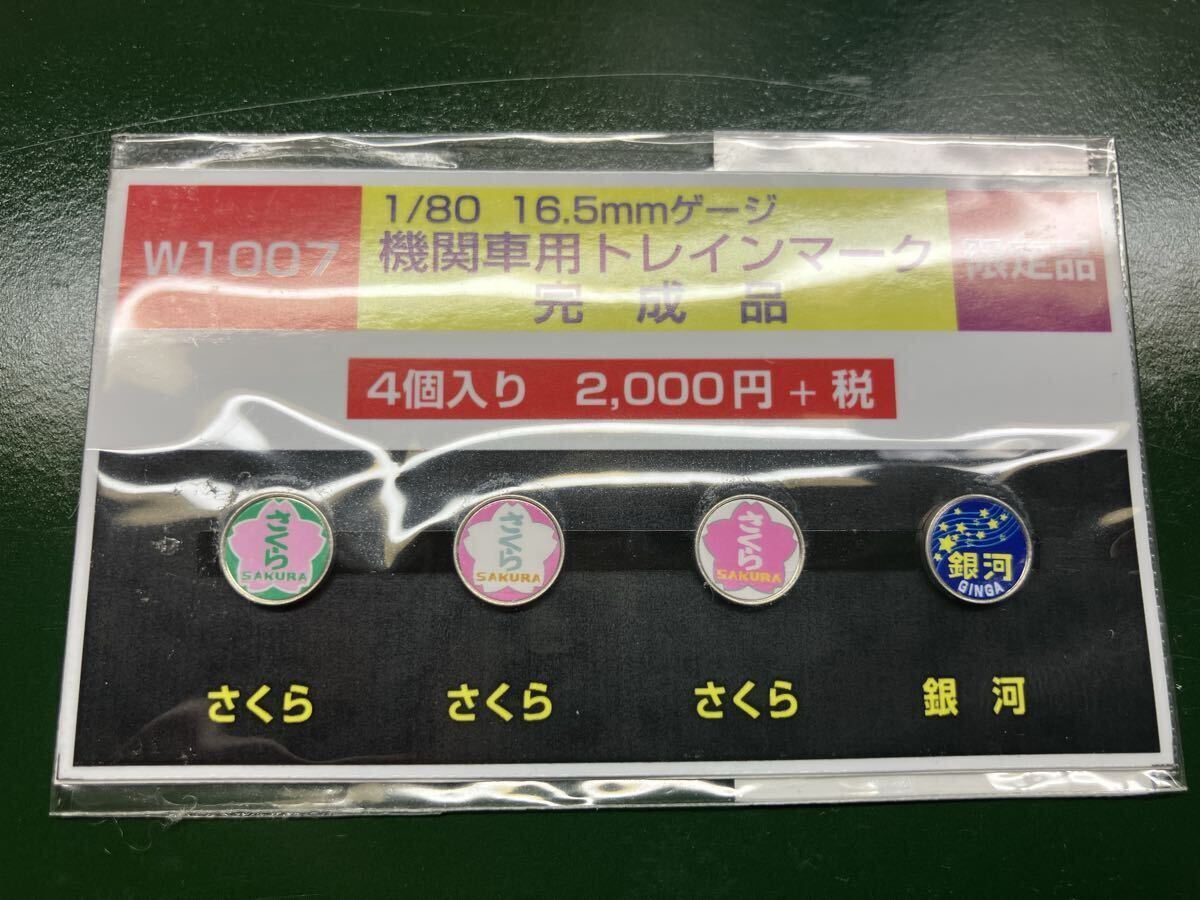 W1007
1/80 16.5mmゲージ
機関車用トレインマーク
完成品
限定品
4個入り 2,000円+税
さくら
SAKURA
さくら
SAKURA
さくら
SAKURA
銀河
GINGA
さくら
さくら
さくら
銀河